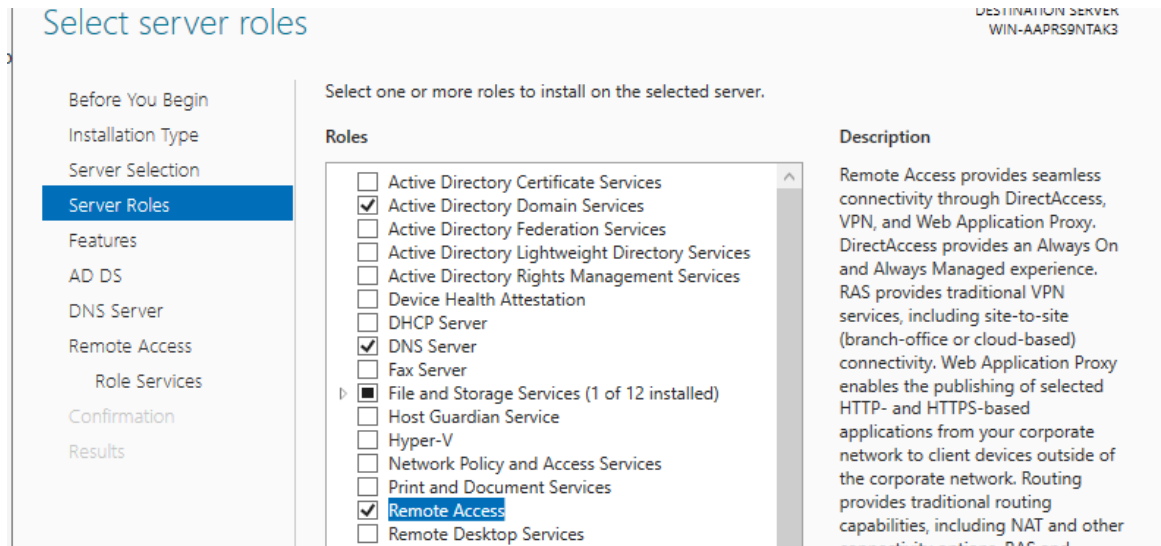 Select server roles
DESTINATION SERVER
WIN-AAPRS9NTAK3
Before You Begin
Installation Type
Server Selection
Server Roles
Features
AD DS
DNS Server
Remote Access
Role Services
Confirmation
Results
Select one or more roles to install on the selected server.
Roles
Active Directory Certificate Services
Active Directory Domain Services
Active Directory Federation Services
Active Directory Lightweight Directory Services
Active Directory Rights Management Services
Device Health Attestation
DHCP Server
DNS Server
Fax Server
File and Storage Services (1 of 12 installed)
Host Guardian Service
Hyper-V
Network Policy and Access Services
Print and Document Services
Remote Access
Remote Desktop Services
Description
Remote Access provides seamless
connectivity through DirectAccess,
VPN, and Web Application Proxy.
DirectAccess provides an Always On
and Always Managed experience.
RAS provides traditional VPN
services, including site-to-site
(branch-office or cloud-based)
connectivity. Web Application Proxy
enables the publishing of selected
HTTP- and HTTPS-based
applications from your corporate
network to client devices outside of
the corporate network. Routing
provides traditional routing
capabilities, including NAT and other